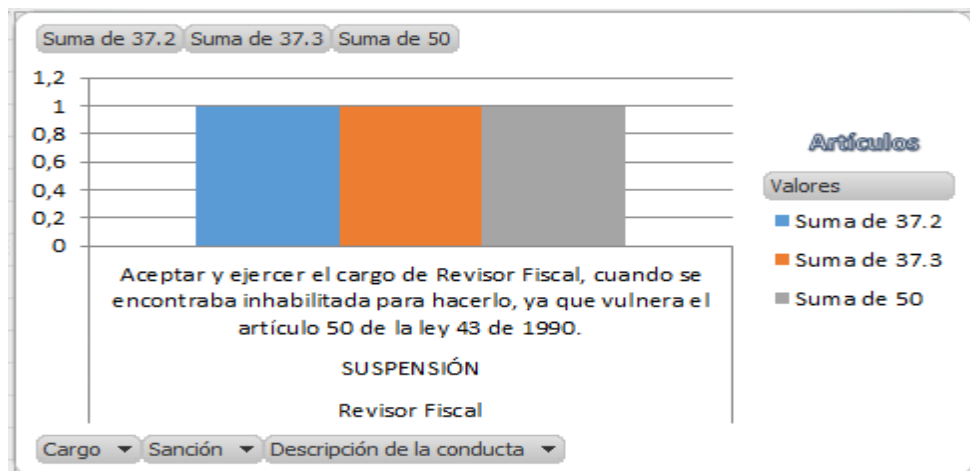 Suma de 37.2 Suma de 37.3 Suma de 50
1,2
1
0,8
0,6
0,4
0,2
0
Aceptar y ejercer el cargo de Revisor Fiscal, cuando se
encontraba inhabilitada para hacerlo, ya que vulnera el
artículo 50 de la ley 43 de 1990.
SUSPENSIÓN
Revisor Fiscal
Artículos
Valores
Suma de 37.2
Suma de 37.3
Suma de 50
Cargo Sanción Descripción de la conducta